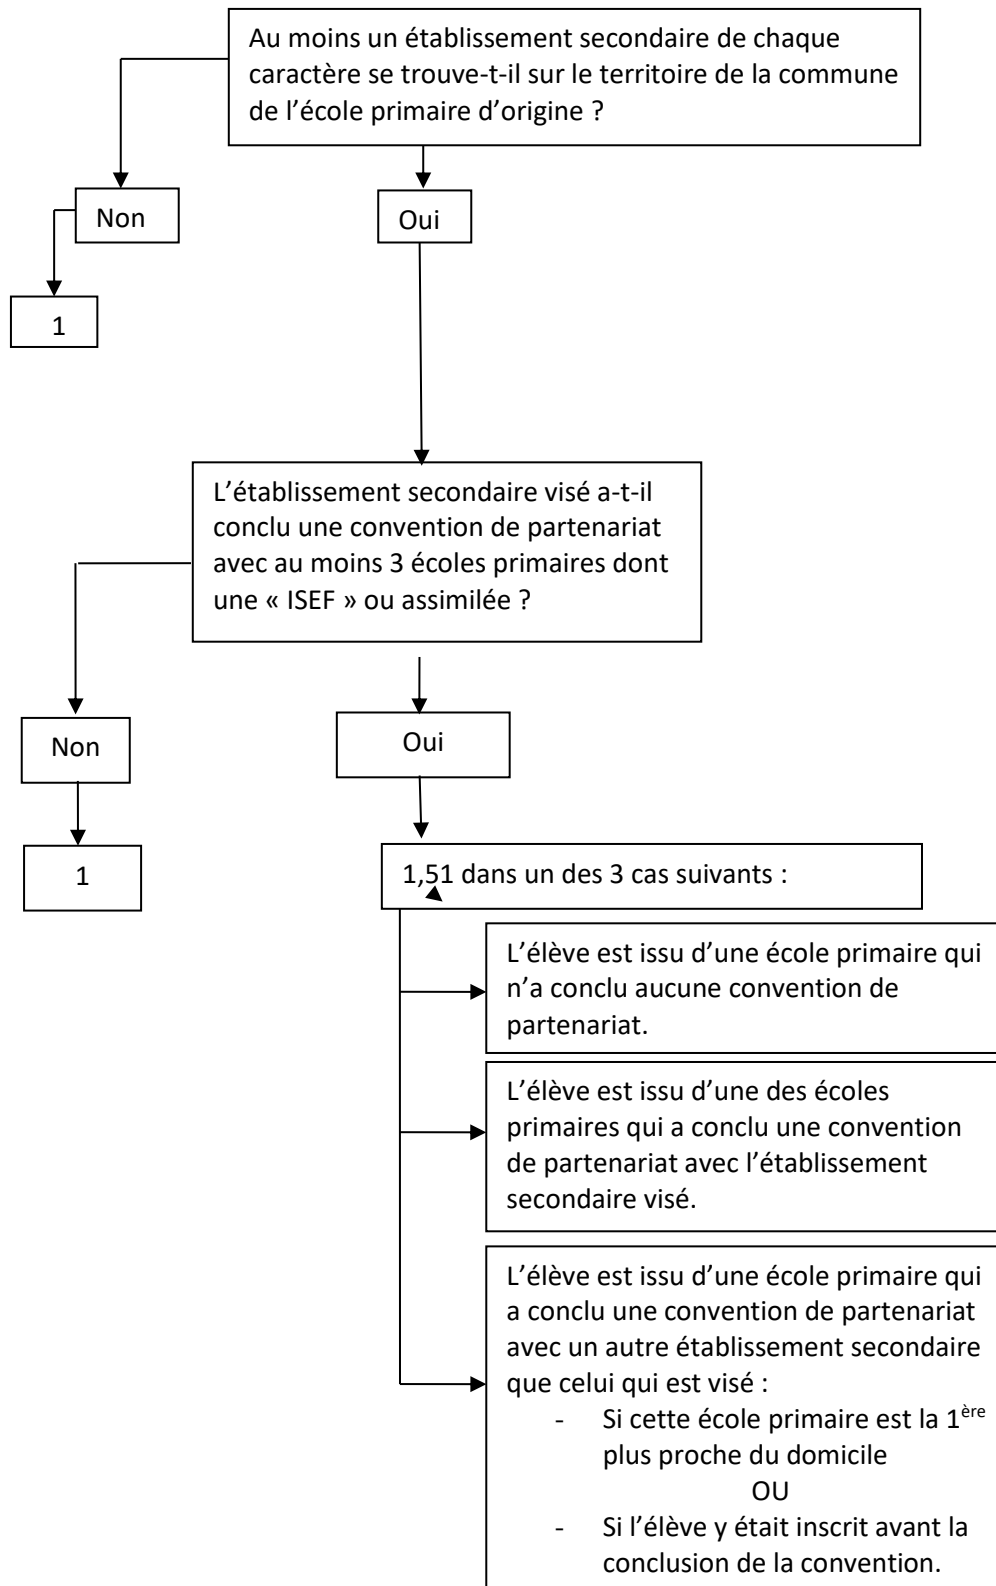 Au moins un établissement secondaire de chaque
caractère se trouve-t-il sur le territoire de la commune
de l’école primaire d’origine ?
Non
Oui
1
L’établissement secondaire visé a-t-il
conclu une convention de partenariat
avec au moins 3 écoles primaires dont
une « ISEF » ou assimilée ?
Non
Oui
1
1,51 dans un des 3 cas suivants :
L’élève est issu d’une école primaire qui
n’a conclu aucune convention de
partenariat.
L’élève est issu d’une des écoles
primaires qui a conclu une convention
de partenariat avec l’établissement
secondaire visé.
L’élève est issu d’une école primaire qui
a conclu une convention de partenariat
avec un autre établissement secondaire
que celui qui est visé :
- Si cette école primaire est la 1ère
plus proche du domicile
OU
- Si l’élève y était inscrit avant la
conclusion de la convention.